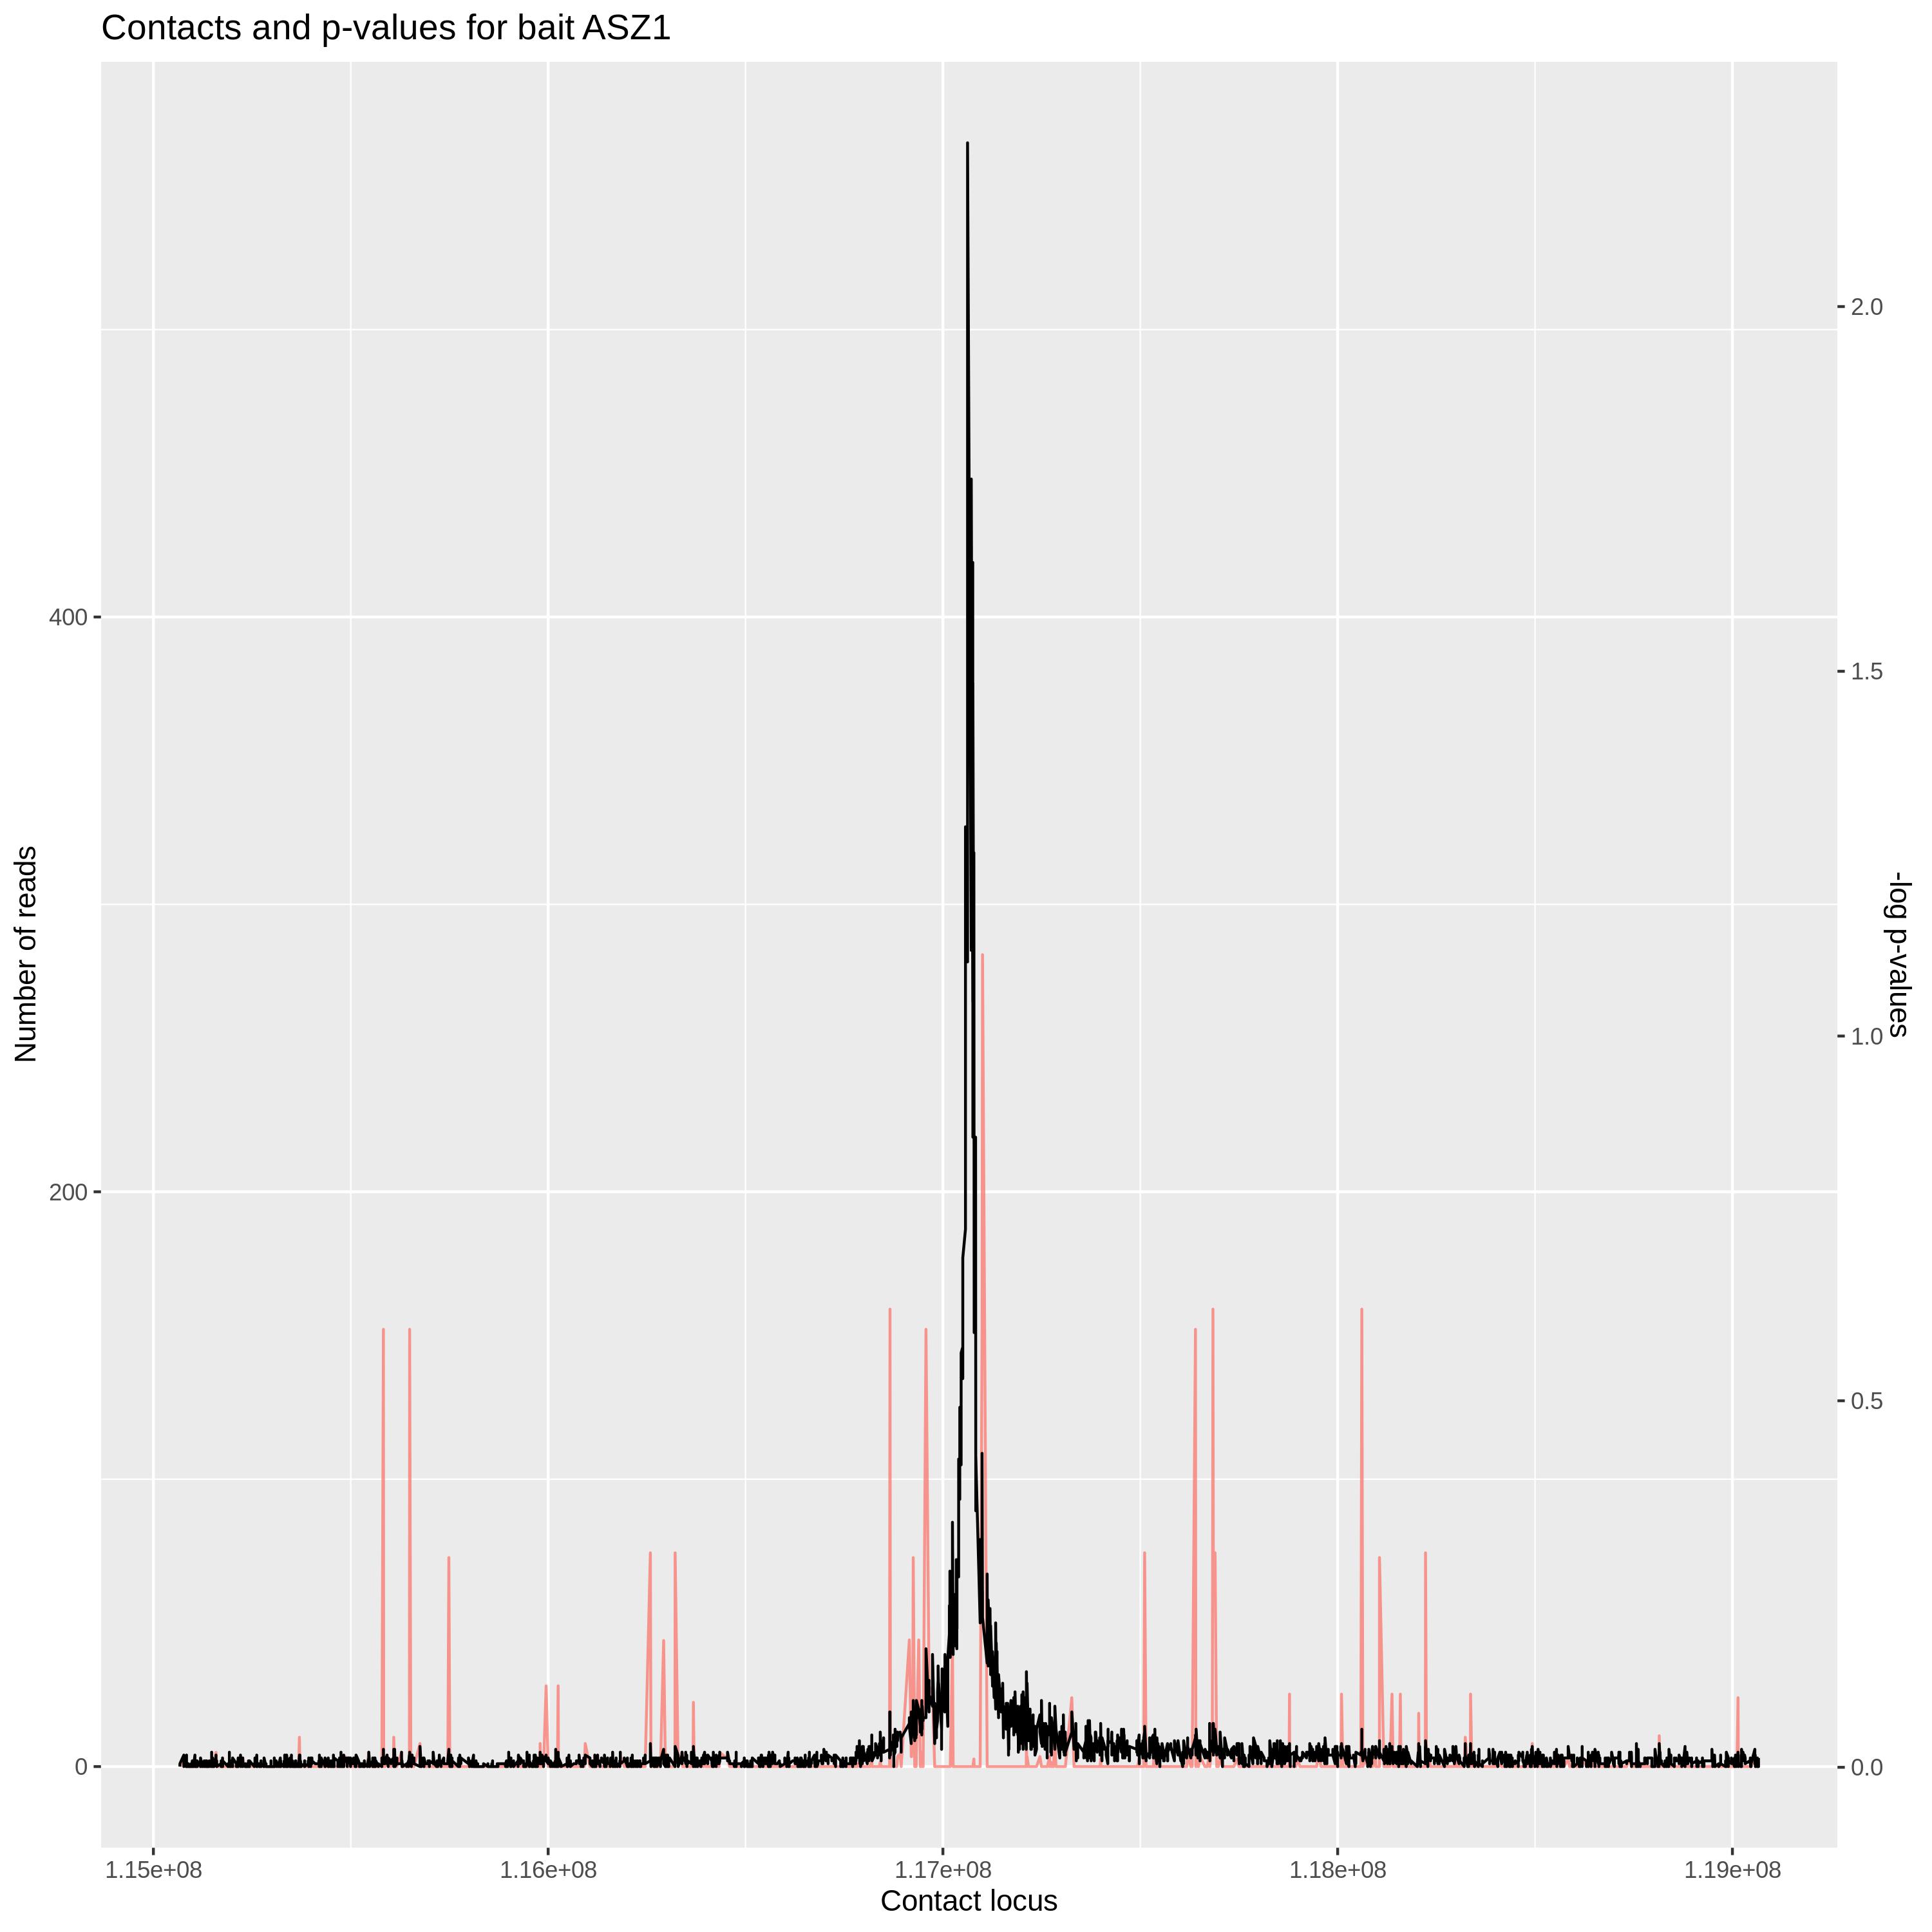 Contacts and p-values for bait ASZ1
2.0
400
1.5
Number of reads
-log p-values
1.0
200
0.5
0
0.0
1.15e+08
1.16e+08
1.17e+08
1.18e+08
1.19e+08
Contact locus